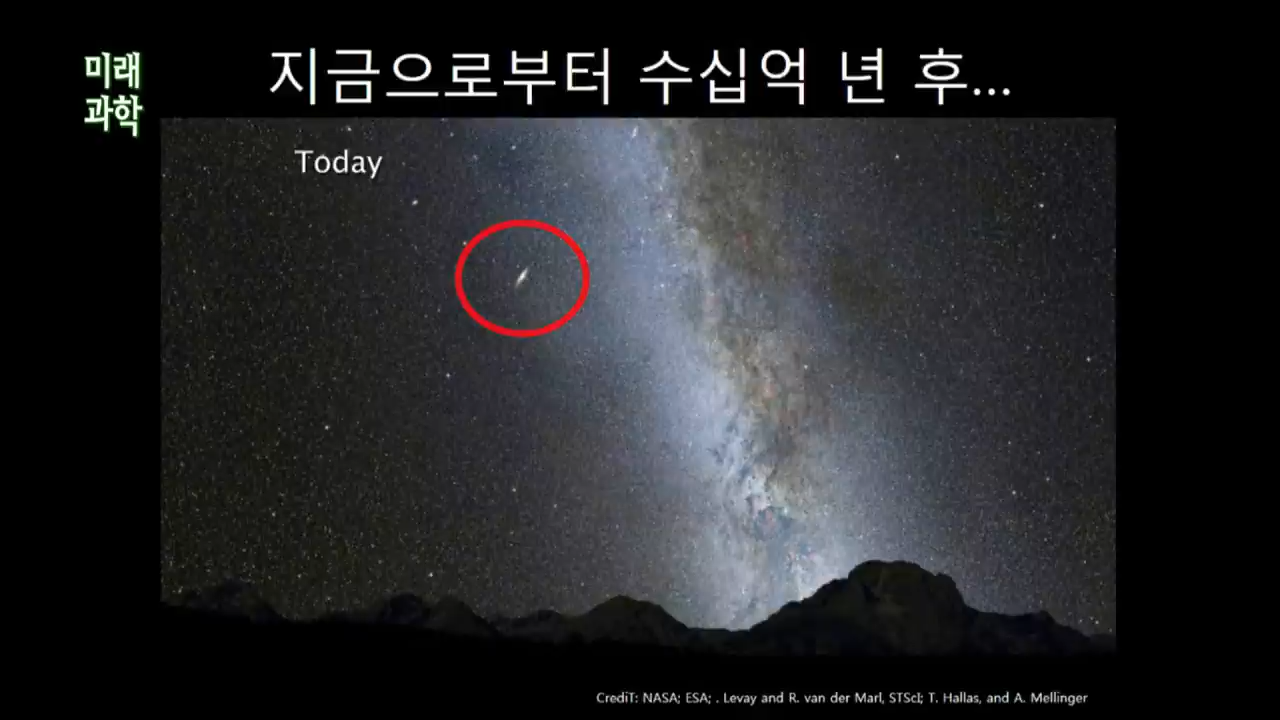 미래
과학
지금으로부터 수십억 년 후...
Today
CrediT: NASA; ESA; . Levay and R. van der Marl, STScI; T. Hallas, and A. Mellinger